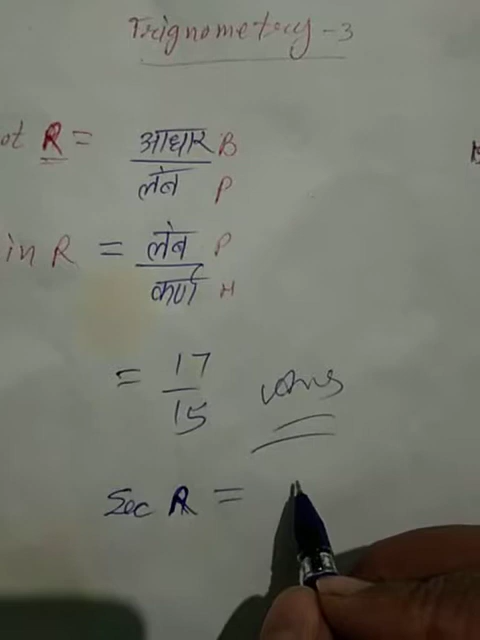 Trignometry-3
ot R = आधार B
लंब P
in R = लंब P
कर्ण H
= 17
15
Ans
Sec R =